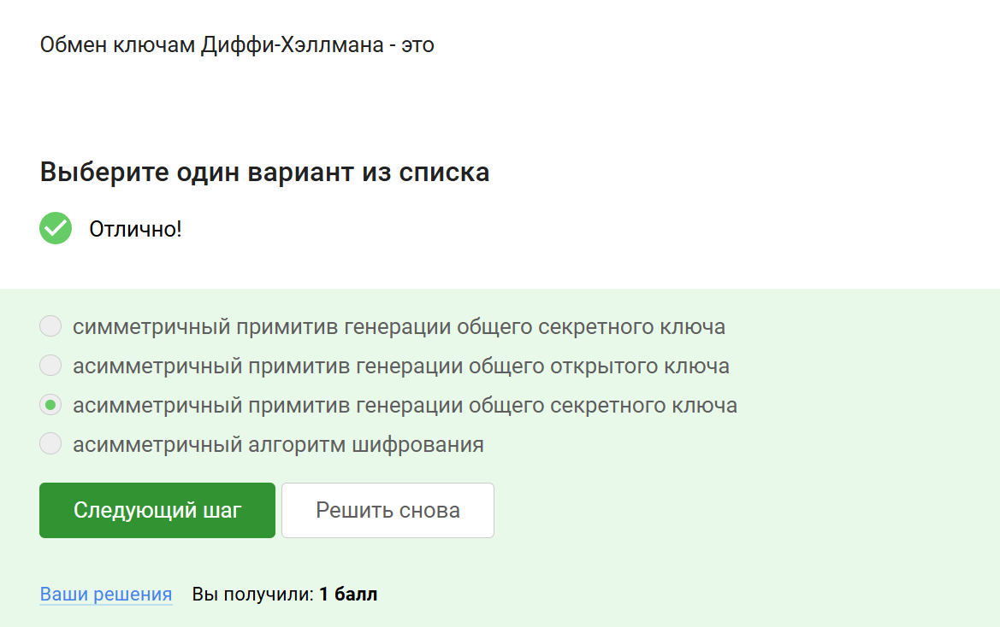 Обмен ключам Диффи-Хэллмана - это
Выберите один вариант из списка
Отлично!
симметричный примитив генерации общего секретного ключа
асимметричный примитив генерации общего открытого ключа
асимметричный примитив генерации общего секретного ключа
асимметричный алгоритм шифрования
Следующий шаг Решить снова
Ваши решения Вы получили: 1 балл